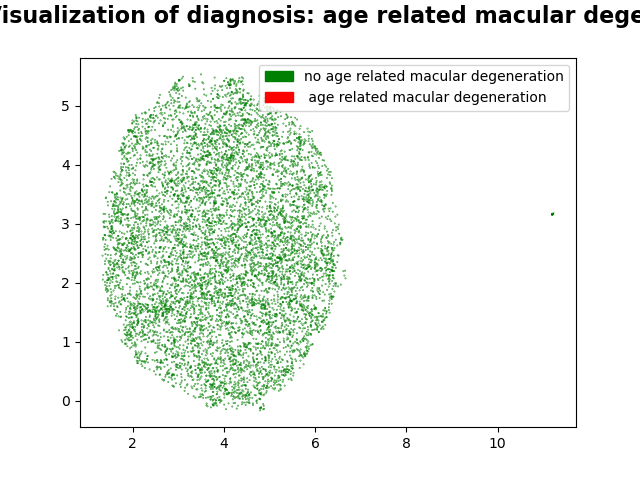 Visualization of diagnosis: age related macular dege
no age related macular degeneration
age related macular degeneration
5
4
3
2
1
0
2 4 6 8 10